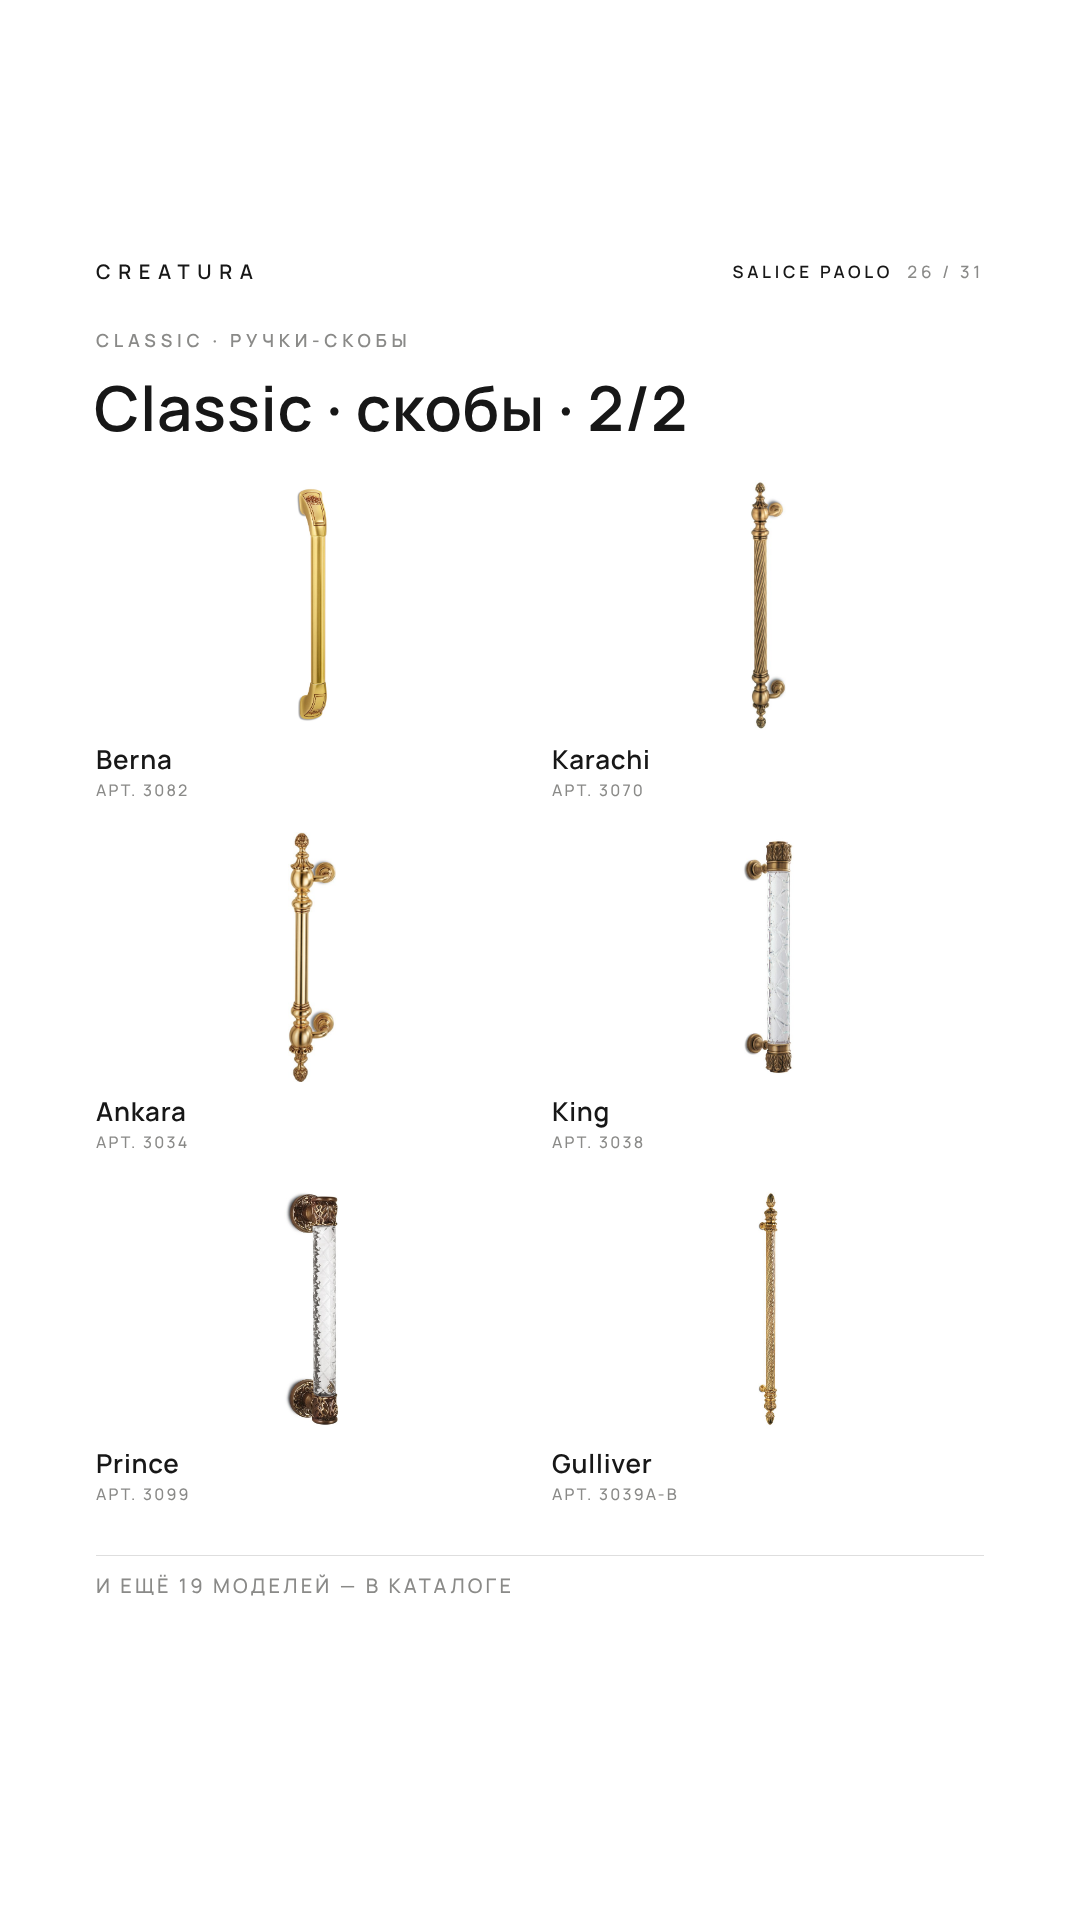 CREATURA
SALICE PAOLO 26 / 31
CLASSIC · РУЧКИ-СКОБЫ
Classic · скобы · 2/2
Berna
АРТ. 3082
Karachi
АРТ. 3070
Ankara
АРТ. 3034
King
АРТ. 3038
Prince
АРТ. 3099
Gulliver
АРТ. 3039A-B
И ЕЩЁ 19 МОДЕЛЕЙ — В КАТАЛОГЕ